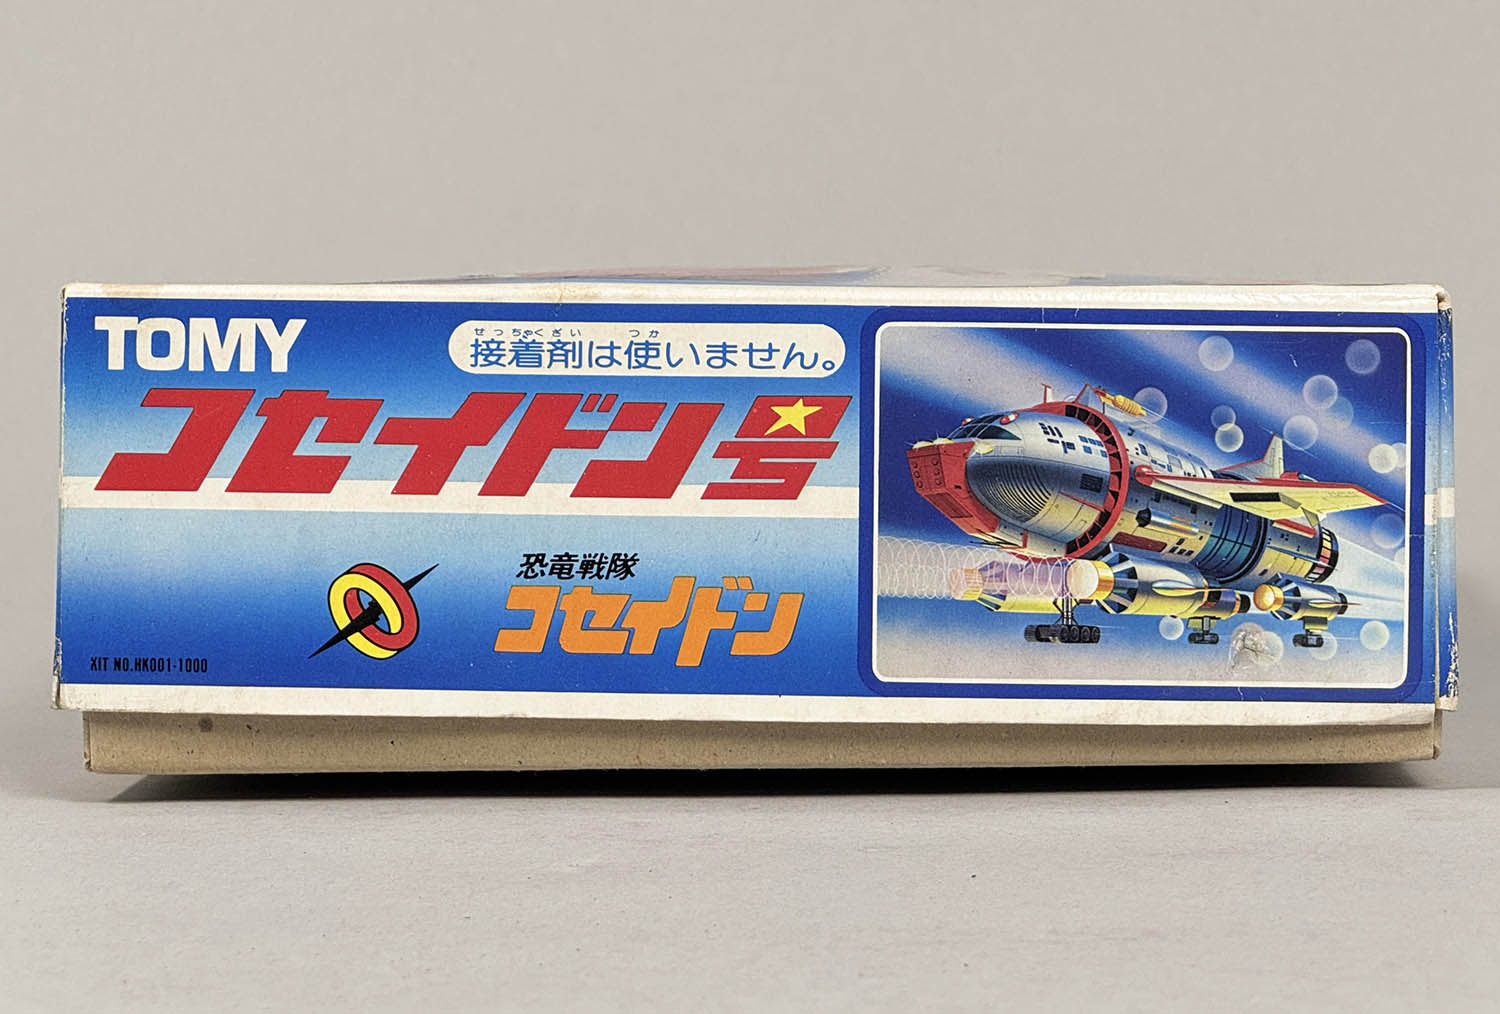 TOMY
せっちゃくざい つか
接着剤は使いません。
コセイドン号
恐竜戦隊
コセイドン
XIT NO.HK001-1000